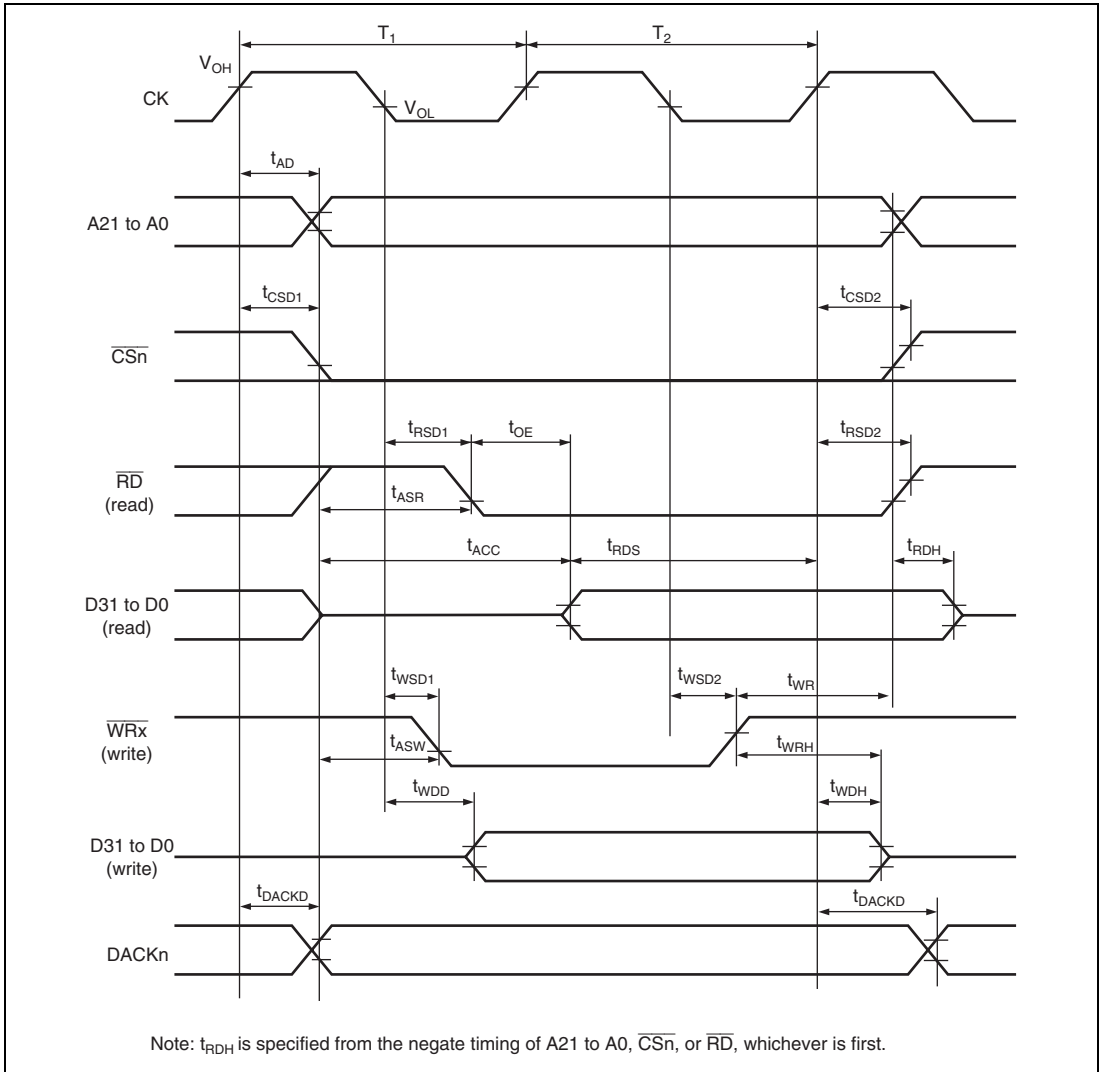 T1 T2
VOH
CK
VOL
tAD
A21 to A0
tCSD1 tCSD2
CSn
tRSD1 tOE tRSD2
RD
(read)
tASR
tACC tRDS tRDH
D31 to D0
(read)
tWSD1 tWSD2 tWR
WRx
(write)
tASW tWRH
tWDD tWDH
D31 to D0
(write)
tDACKD tDACKD
DACKn
Note: tRDH is specified from the negate timing of A21 to A0, CSn, or RD, whichever is first.